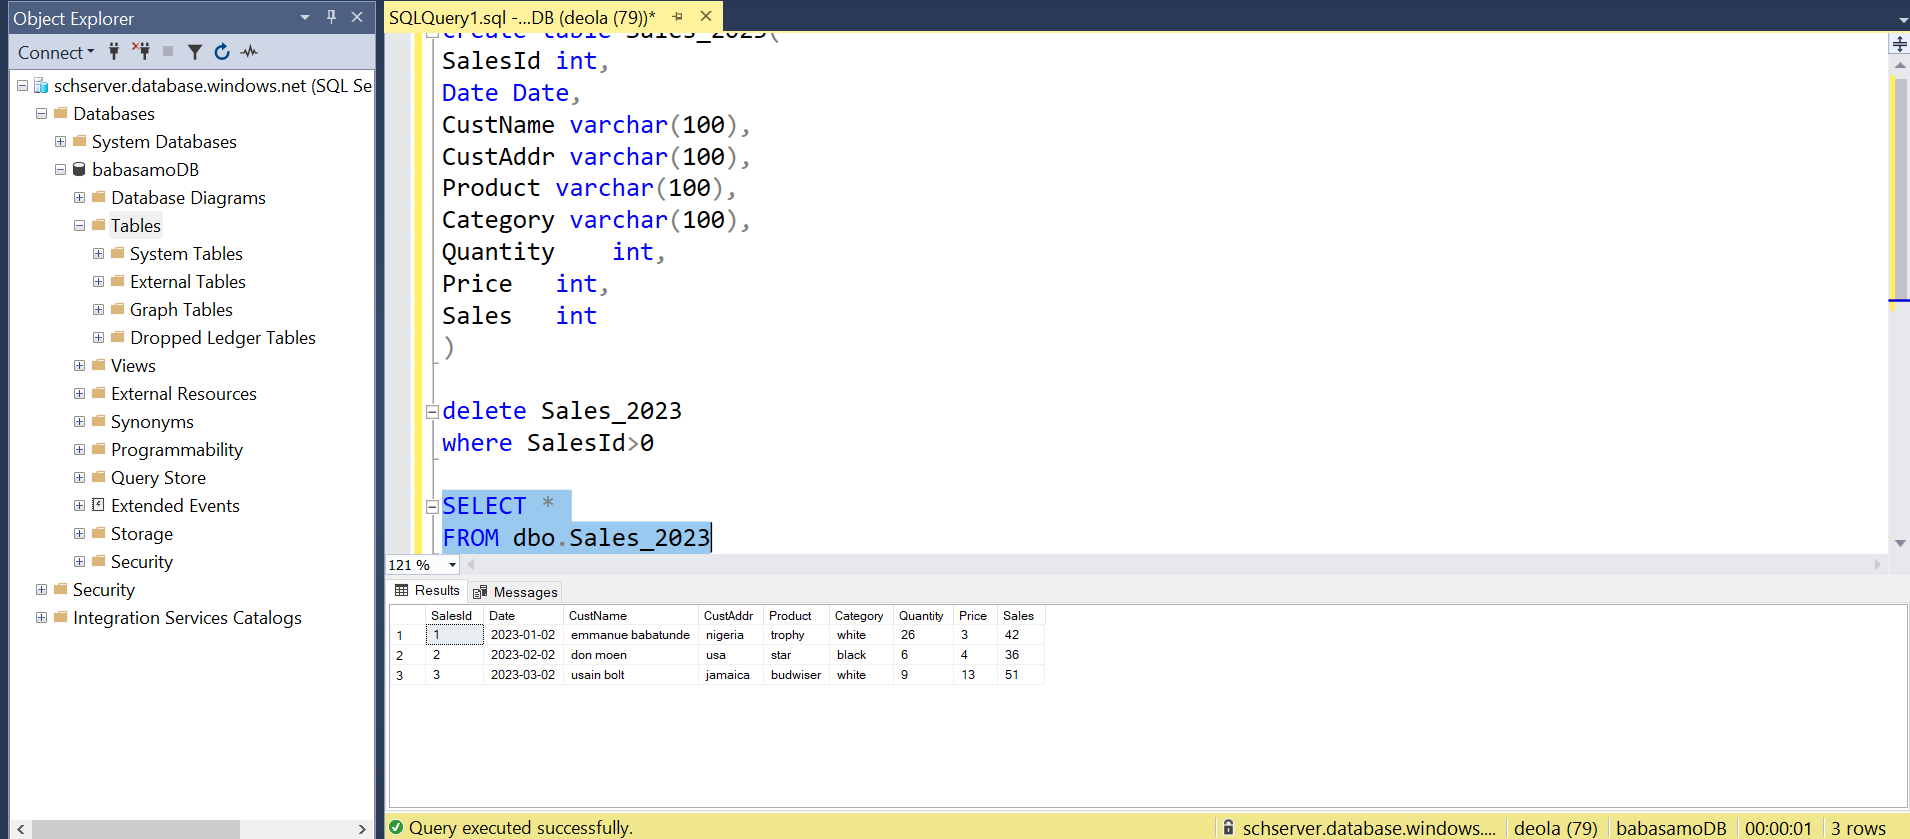 Object Explorer
Connect
schserver.database.windows.net (SQL Se
Databases
System Databases
babasamoDB
Database Diagrams
Tables
System Tables
External Tables
Graph Tables
Dropped Ledger Tables
Views
External Resources
Synonyms
Programmability
Query Store
Extended Events
Storage
Security
Security
Integration Services Catalogs
SQLQuery1.sql -...DB (deola (79))*
create table Sales_2023(
SalesId int,
Date Date,
CustName varchar(100),
CustAddr varchar(100),
Product varchar(100),
Category varchar(100),
Quantity    int,
Price   int,
Sales   int
)
delete Sales_2023
where SalesId>0
SELECT *
FROM dbo.Sales_2023
121 %
Results Messages
SalesId Date CustName CustAddr Product Category Quantity Price Sales
1 1 2023-01-02 emmanue babatunde nigeria trophy white 26 3 42
2 2 2023-02-02 don moen usa star black 6 4 36
3 3 2023-03-02 usain bolt jamaica budwiser white 9 13 51
Query executed successfully. schserver.database.windows.... deola (79) babasamoDB 00:00:01 3 rows